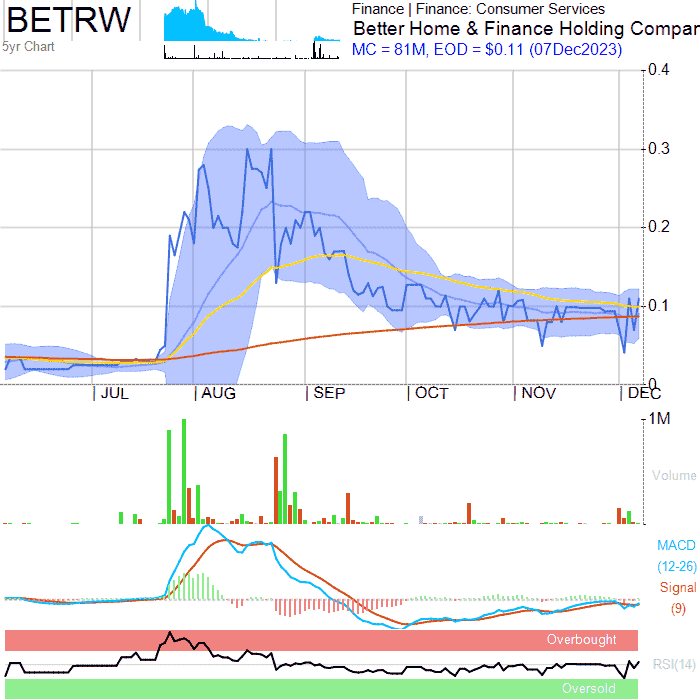 BETRW
Finance | Finance: Consumer Services
Better Home & Finance Holding Compar
5yr Chart
MC = 81M, EOD = $0.11 (07Dec2023)
0.4
0.3
0.2
0.1
0
JUL AUG SEP OCT NOV DEC
1M
Volume
MACD
(12-26)
Signal
(9)
Overbought
RSI(14)
Oversold